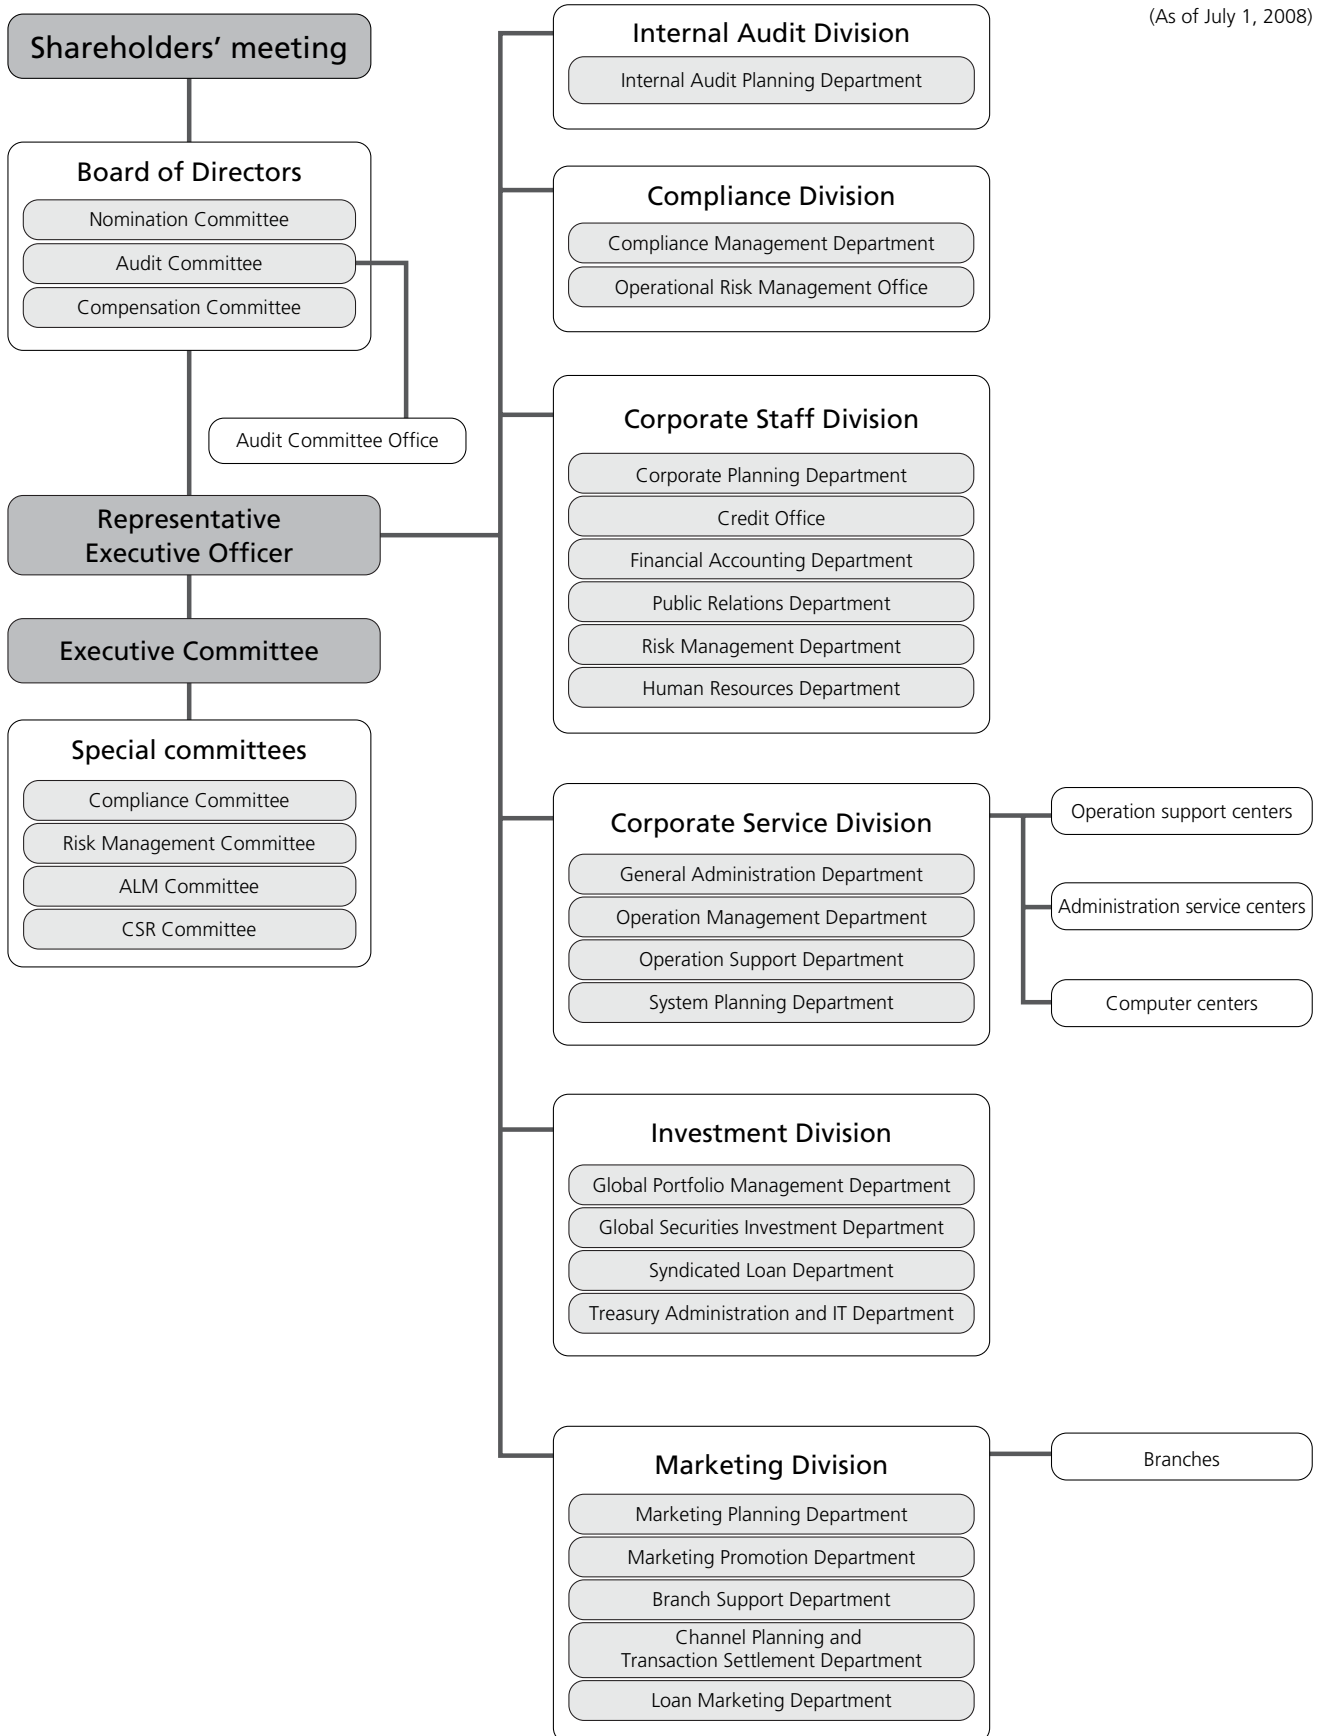 (As of July 1, 2008)
Shareholders’ meeting
Board of Directors
Nomination Committee
Audit Committee
Compensation Committee
Audit Committee Office
Representative
Executive Officer
Executive Committee
Special committees
Compliance Committee
Risk Management Committee
ALM Committee
CSR Committee
Internal Audit Division
Internal Audit Planning Department
Compliance Division
Compliance Management Department
Operational Risk Management Office
Corporate Staff Division
Corporate Planning Department
Credit Office
Financial Accounting Department
Public Relations Department
Risk Management Department
Human Resources Department
Corporate Service Division
General Administration Department
Operation Management Department
Operation Support Department
System Planning Department
Operation support centers
Administration service centers
Computer centers
Investment Division
Global Portfolio Management Department
Global Securities Investment Department
Syndicated Loan Department
Treasury Administration and IT Department
Marketing Division
Marketing Planning Department
Marketing Promotion Department
Branch Support Department
Channel Planning and
Transaction Settlement Department
Loan Marketing Department
Branches